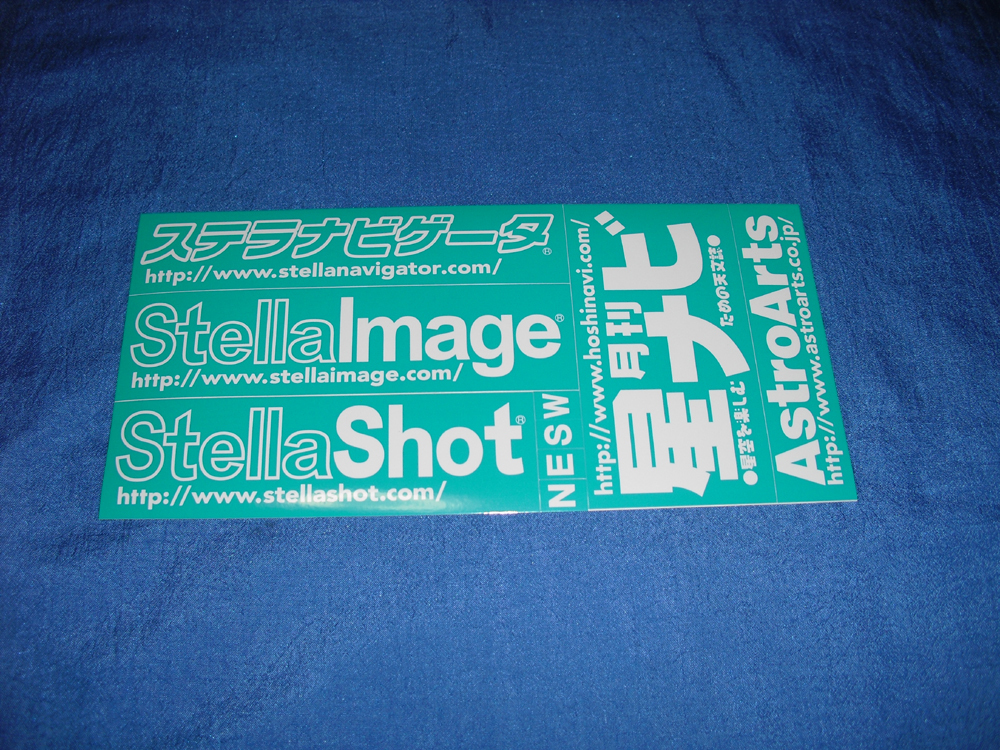 ステラナビゲータ®
http://www.stellanavigator.com/
StellaImage®
http://www.stellaimage.com/
StellaShot®
http://www.stellashot.com/
N E S W
http://www.hoshinavi.com/
月刊
星ナビ
●星空を楽しむための天文誌●
AstroArts
http://www.astroarts.co.jp/